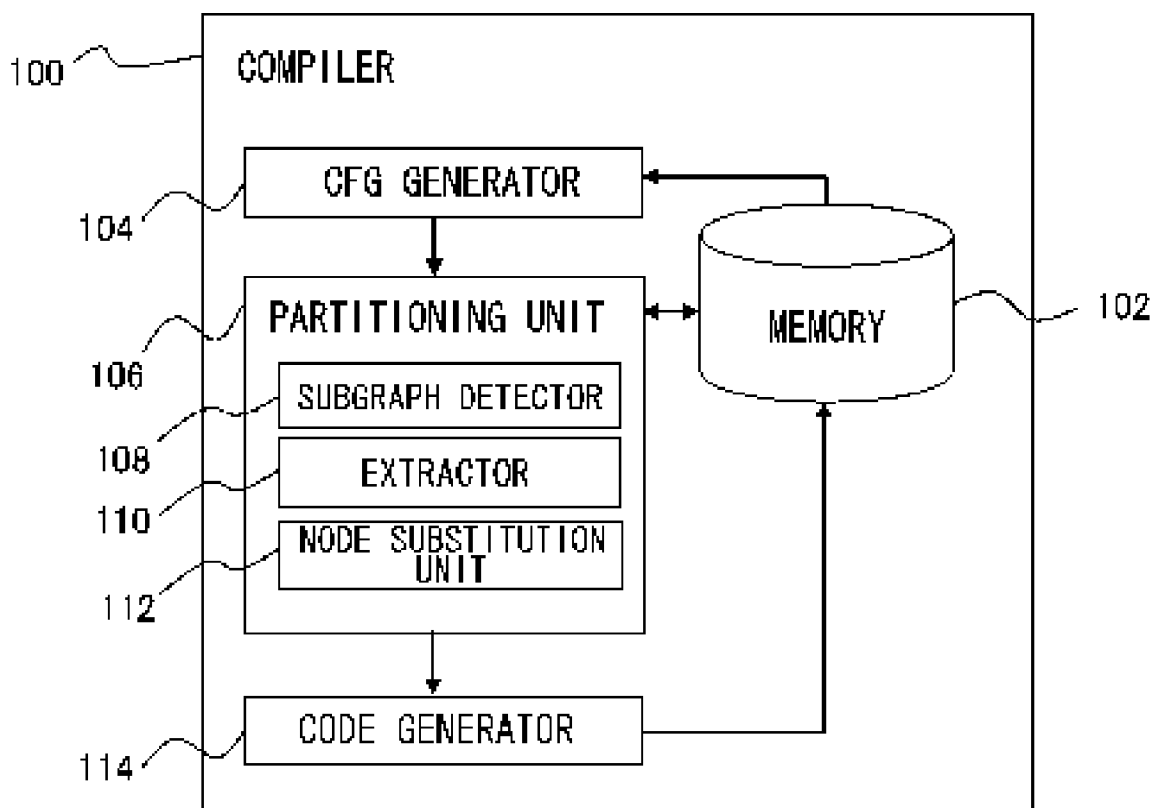 100
COMPILER
CFG GENERATOR
104
PARTITIONING UNIT
106
MEMORY
102
SUBGRAPH DETECTOR
108
EXTRACTOR
110
NODE SUBSTITUTION
UNIT
112
CODE GENERATOR
114